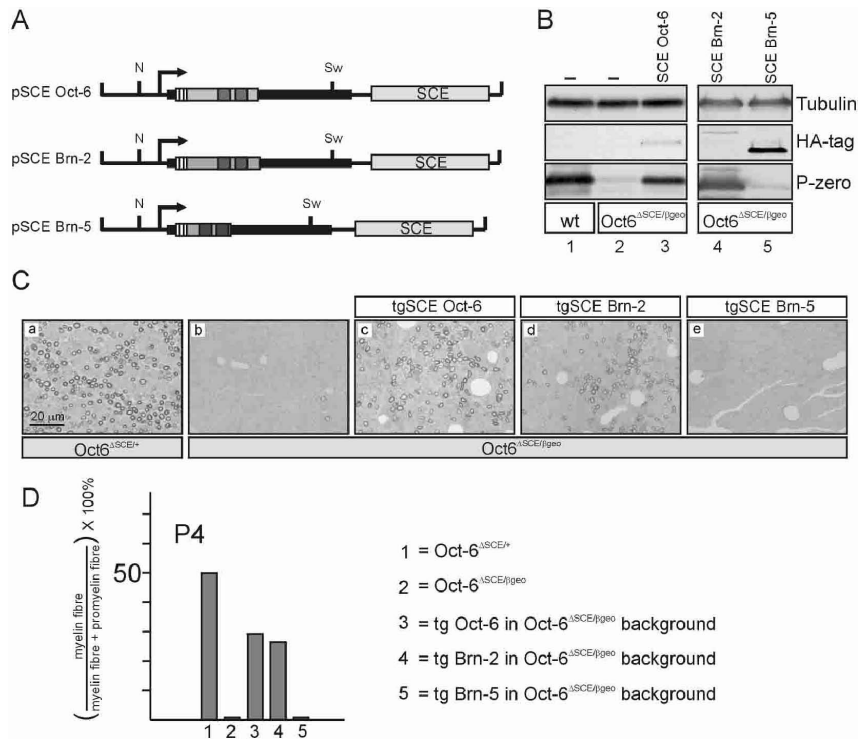 A
N
Sw
pSCE Oct-6
SCE
N
Sw
pSCE Brn-2
SCE
N
Sw
pSCE Brn-5
SCE
B
–
–
SCE Oct-6
SCE Brn-2
SCE Brn-5
Tubulin
HA-tag
P-zero
wt
Oct6ΔSCE/βgeo
Oct6ΔSCE/βgeo
1 2 3 4 5
C
tgSCE Oct-6
tgSCE Brn-2
tgSCE Brn-5
a
b
c
d
e
20 µm
Oct6ΔSCE/+
Oct6ΔSCE/βgeo
D
P4
50
( myelin fibre / myelin fibre + promyelin fibre ) X 100%
1 2 3 4 5
1 = Oct-6ΔSCE/+
2 = Oct-6ΔSCE/βgeo
3 = tg Oct-6 in Oct-6ΔSCE/βgeo background
4 = tg Brn-2 in Oct-6ΔSCE/βgeo background
5 = tg Brn-5 in Oct-6ΔSCE/βgeo background